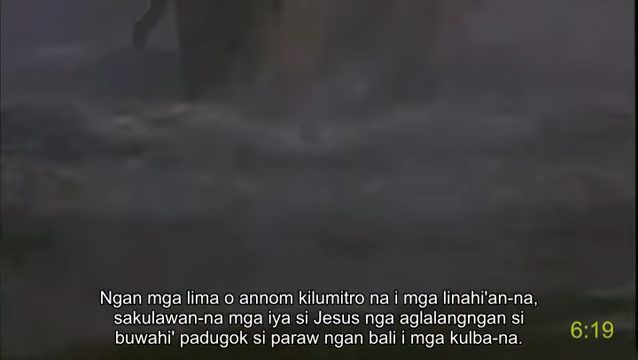 Ngan mga lima o annom kilumitro na i mga linahi'an-na,
sakulawan-na mga iya si Jesus nga aglalangngan si
buwahi' padugok si paraw ngan bali i mga kulba-na.
6:19